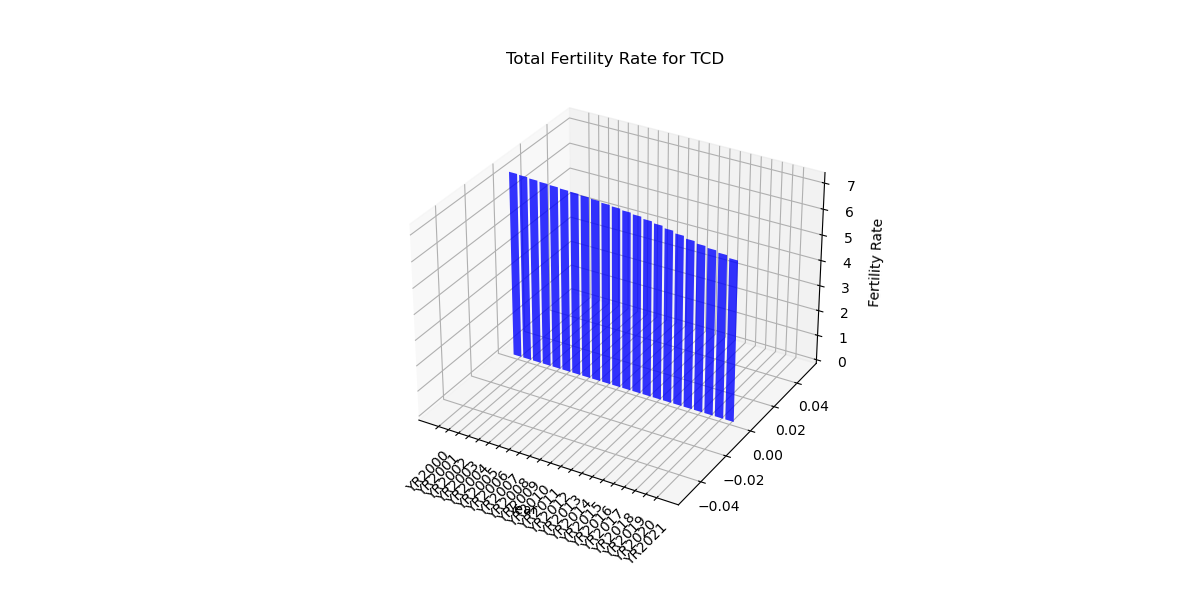 Total Fertility Rate for TCD
7
6
5
4
3
2
1
0
Fertility Rate
0.04
0.02
0.00
−0.02
−0.04
YR2000
YR2001
YR2002
YR2003
YR2004
YR2006
YR2007
YR2008
YR2009
YR2010
YR2011
YR2012
YR2013
YR2014
YR2015
YR2016
YR2017
YR2018
YR2019
YR2020
YR2021